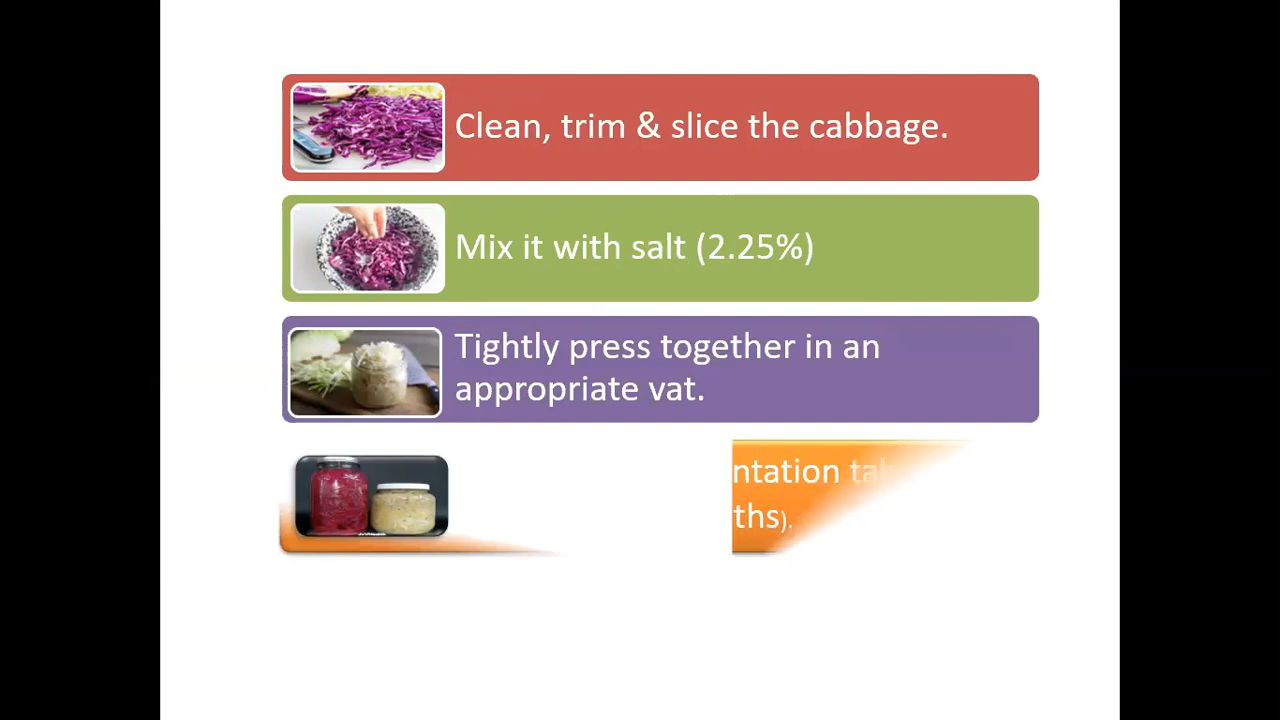 Clean, trim & slice the cabbage.
Mix it with salt (2.25%)
Tightly press together in an
appropriate vat.
ntation
ths).